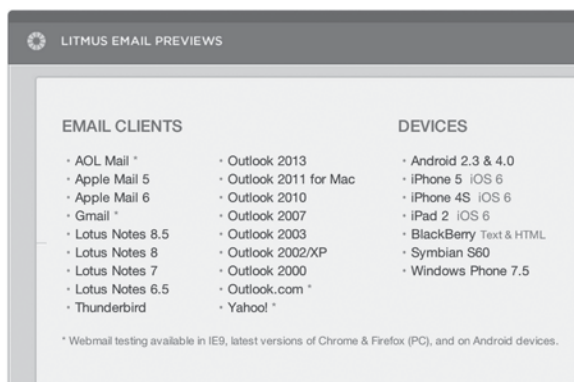 LITMUS EMAIL PREVIEWS
EMAIL CLIENTS
• AOL Mail *
• Apple Mail 5
• Apple Mail 6
• Gmail *
• Lotus Notes 8.5
• Lotus Notes 8
• Lotus Notes 7
• Lotus Notes 6.5
• Thunderbird
• Outlook 2013
• Outlook 2011 for Mac
• Outlook 2010
• Outlook 2007
• Outlook 2003
• Outlook 2002/XP
• Outlook 2000
• Outlook.com *
• Yahoo! *
DEVICES
• Android 2.3 & 4.0
• iPhone 5 iOS 6
• iPhone 4S iOS 6
• iPad 2 iOS 6
• BlackBerry Text & HTML
• Symbian S60
• Windows Phone 7.5
* Webmail testing available in IE9, latest versions of Chrome & Firefox (PC), and on Android devices.